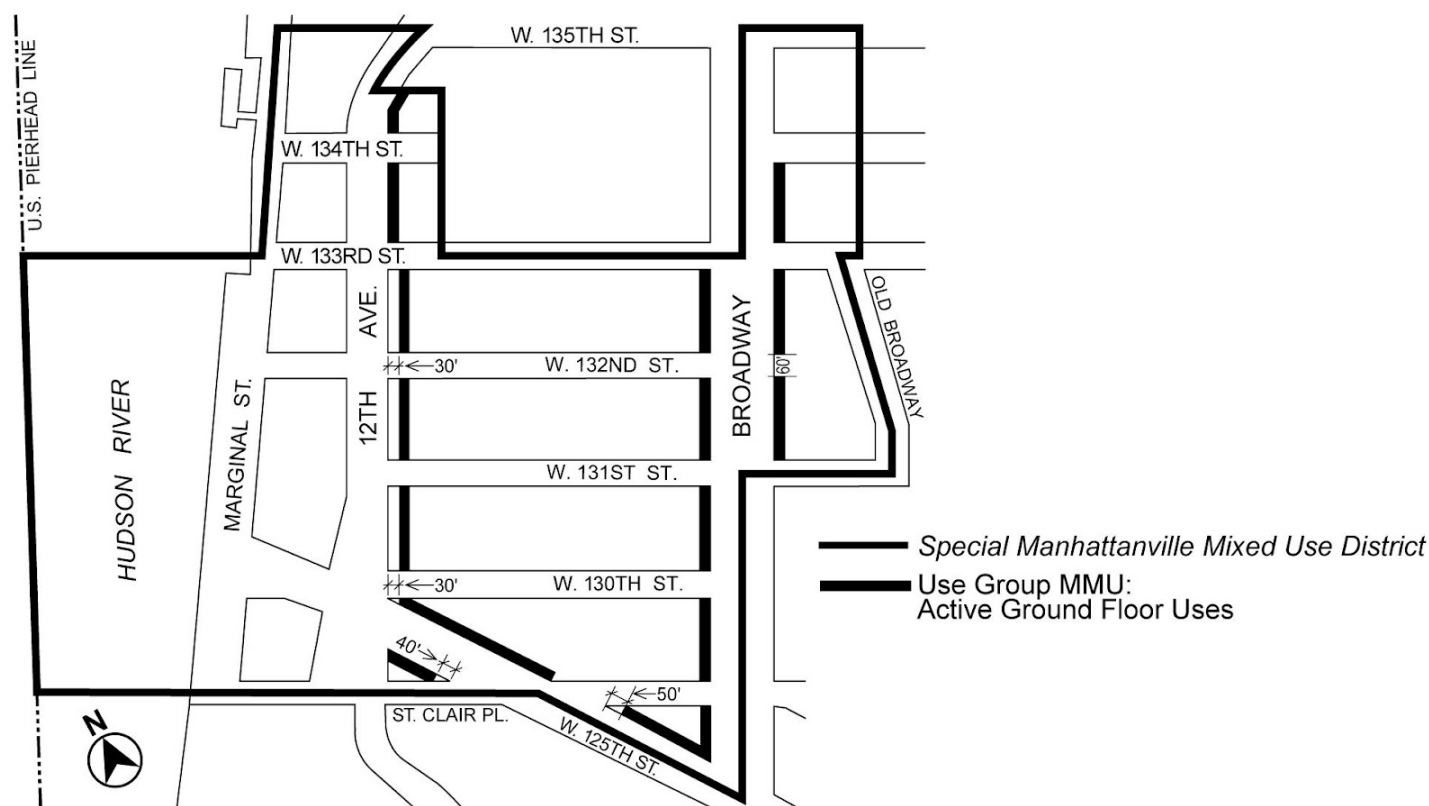 W. 135TH ST.
U.S. PIERHEAD LINE
W. 134TH ST.
W. 133RD ST.
AVE.
12TH
BROADWAY
OLD BROADWAY
30'
W. 132ND ST.
60'
HUDSON RIVER
MARGINAL ST.
W. 131ST ST.
Special Manhattanville Mixed Use District
30'
W. 130TH ST.
Use Group MMU:
Active Ground Floor Uses
40'
50'
ST. CLAIR PL.
W. 125TH ST.
N